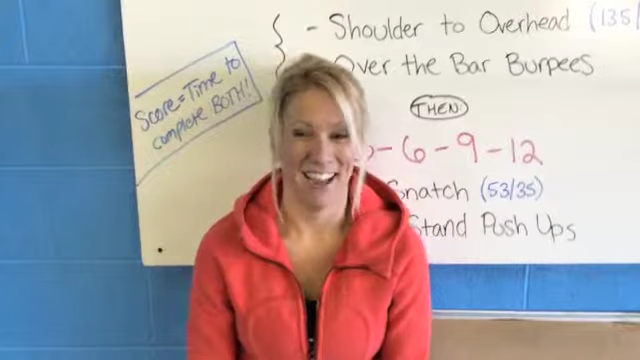 - Shoulder to Overhead (135/
Over the Bar Burpees
Score = Time to
complete BOTH!
THEN:
- 6 - 9 - 12
Snatch (53/35)
Stand Push Ups